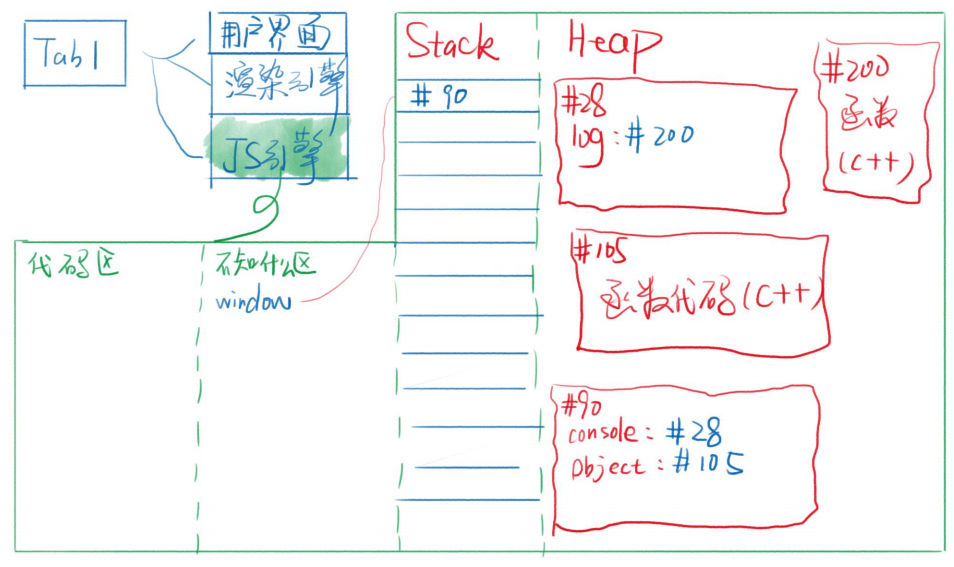 Tab1
用户界面
渲染引擎
JS引擎
代码区
不知什么区
window
Stack
#90
Heap
#28
log:#200
#200
函数
(C++)
#105
函数代码(C++)
#90
console:#28
Object:#105